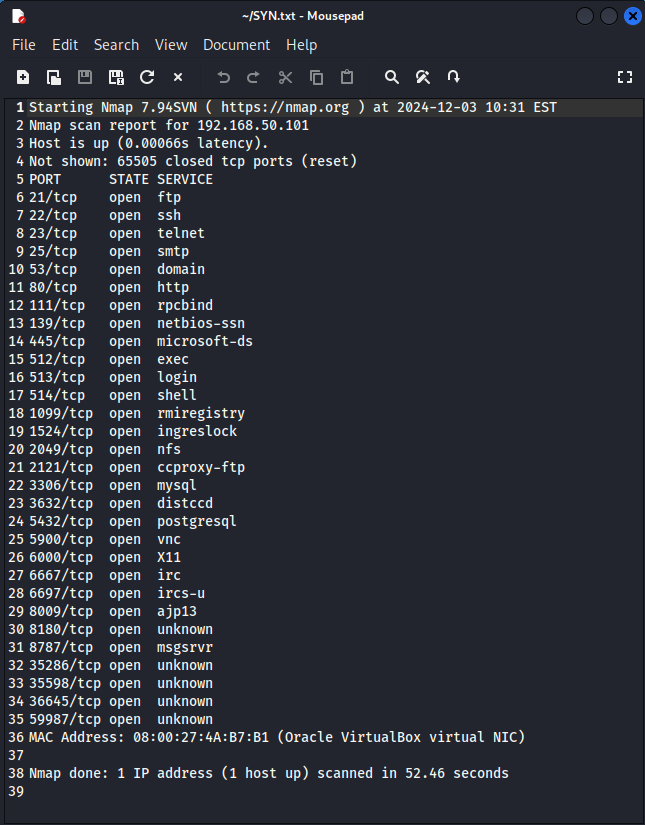 ~/SYN.txt - Mousepad
File Edit Search View Document Help
1 Starting Nmap 7.94SVN ( https://nmap.org ) at 2024-12-03 10:31 EST
2 Nmap scan report for 192.168.50.101
3 Host is up (0.00066s latency).
4 Not shown: 65505 closed tcp ports (reset)
5 PORT      STATE SERVICE
6 21/tcp    open  ftp
7 22/tcp    open  ssh
8 23/tcp    open  telnet
9 25/tcp    open  smtp
10 53/tcp    open  domain
11 80/tcp    open  http
12 111/tcp   open  rpcbind
13 139/tcp   open  netbios-ssn
14 445/tcp   open  microsoft-ds
15 512/tcp   open  exec
16 513/tcp   open  login
17 514/tcp   open  shell
18 1099/tcp  open  rmiregistry
19 1524/tcp  open  ingreslock
20 2049/tcp  open  nfs
21 2121/tcp  open  ccproxy-ftp
22 3306/tcp  open  mysql
23 3632/tcp  open  distccd
24 5432/tcp  open  postgresql
25 5900/tcp  open  vnc
26 6000/tcp  open  X11
27 6667/tcp  open  irc
28 6697/tcp  open  ircs-u
29 8009/tcp  open  ajp13
30 8180/tcp  open  unknown
31 8787/tcp  open  msgsrvr
32 35286/tcp open  unknown
33 35598/tcp open  unknown
34 36645/tcp open  unknown
35 59987/tcp open  unknown
36 MAC Address: 08:00:27:4A:B7:B1 (Oracle VirtualBox virtual NIC)
37
38 Nmap done: 1 IP address (1 host up) scanned in 52.46 seconds
39